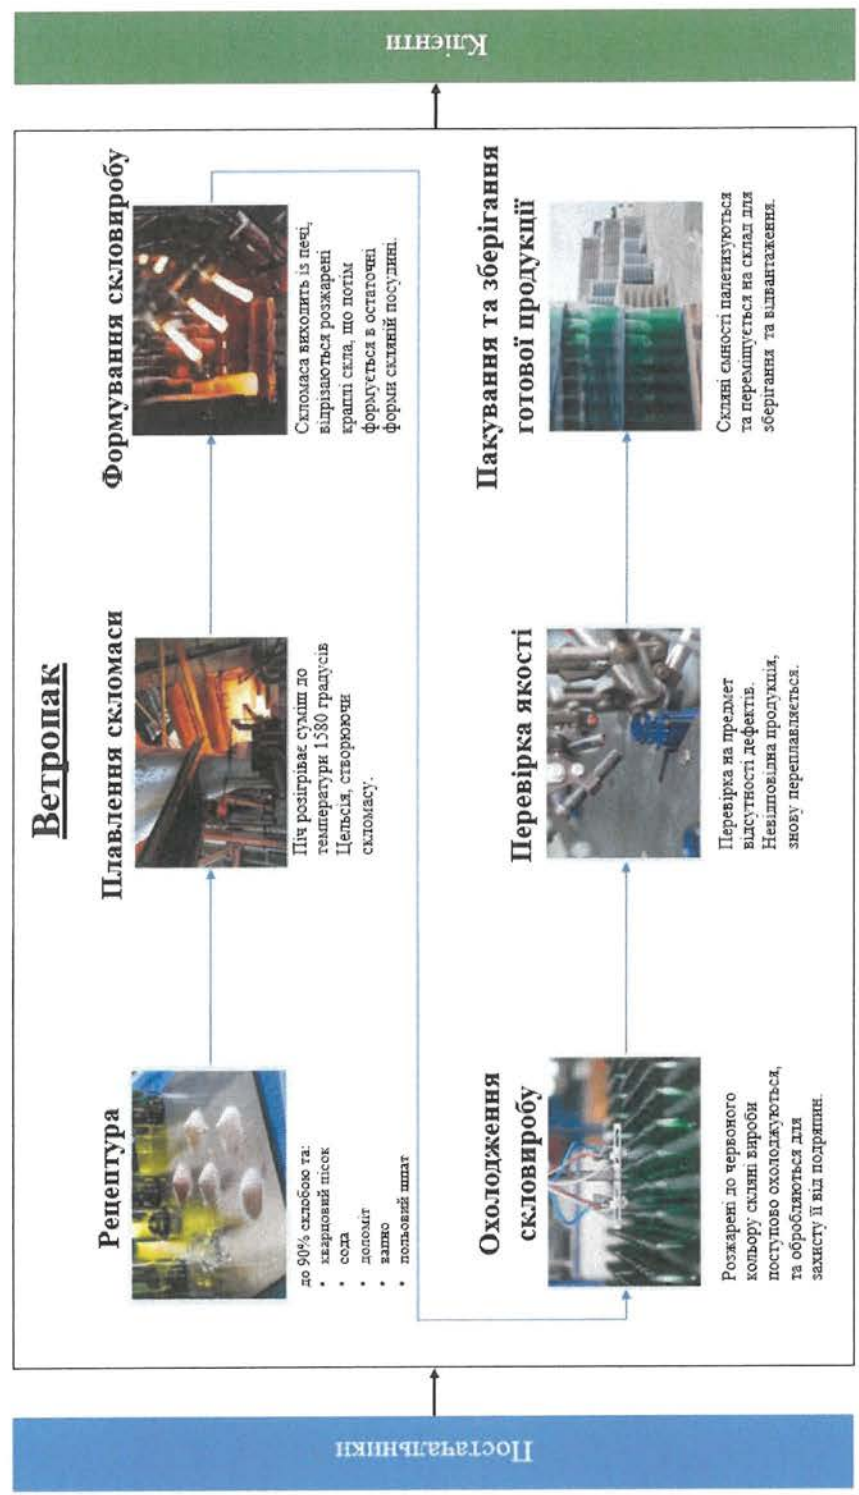 Постачальники
Ветропак
Рецептура
до 90% склобою та:
• кварцовий пісок
• сода
• доломіт
• вапно
• польовий шпат
Плавлення скломаси
Піч розігріває суміш до
температури 1580 градусів
Цельсія, створюючи
скломасу.
Формування скловиробу
Скломаса виходить із печі,
відрізаються розжарені
краплі скла, що потім
формується в остаточні
форми скляній посудині.
Охолодження
скловиробу
Розжарені до червоного
кольору скляні вироби
поступово охолоджуються,
та обробляються для
захисту її від подряпин.
Перевірка якості
Перевірка на предмет
відсутності дефектів.
Невідповідна продукція,
знову переплавляється.
Пакування та зберігання
готової продукції
Скляні ємності палетизуються
та переміщується на склад для
зберігання та відвантаження.
Клієнти